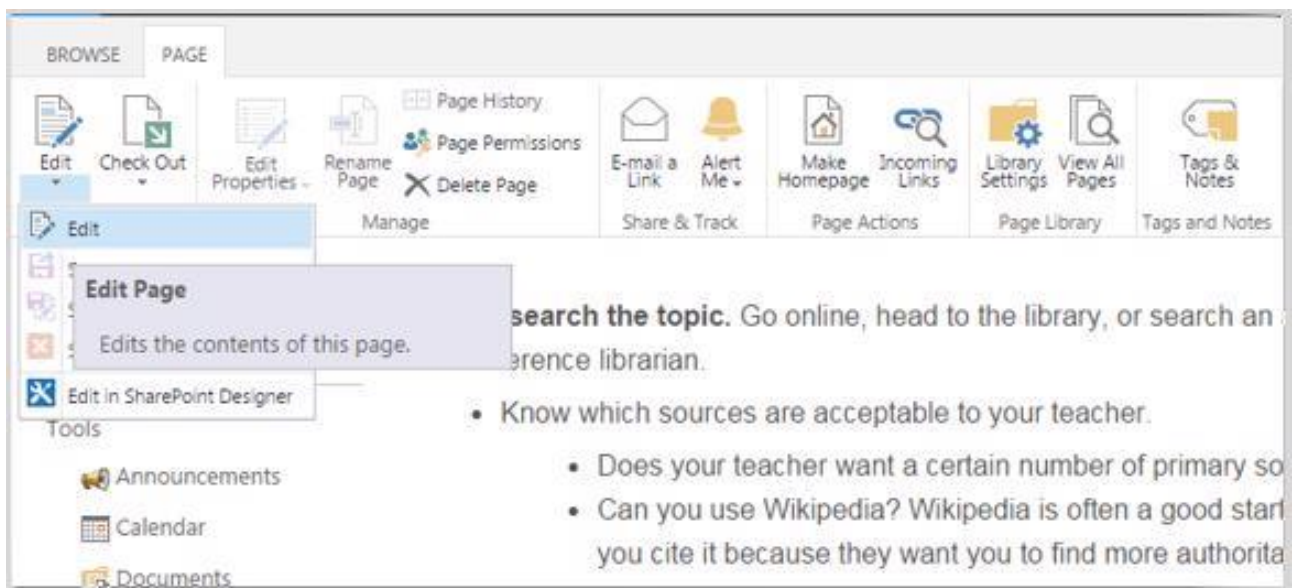 BROWSE PAGE
Edit
Check Out
Edit
Properties
Rename
Page
Page History
Page Permissions
Delete Page
E-mail a
Link
Alert
Me
Make
Homepage
Incoming
Links
Library
Settings
View All
Pages
Tags &
Notes
Manage
Share & Track
Page Actions
Page Library
Tags and Notes
Edit
Edit Page
Edits the contents of this page.
Edit in SharePoint Designer
search the topic. Go online, head to the library, or search an
erence librarian.
• Know which sources are acceptable to your teacher.
• Does your teacher want a certain number of primary so
• Can you use Wikipedia? Wikipedia is often a good start
you cite it because they want you to find more authorita
Tools
Announcements
Calendar
Documents